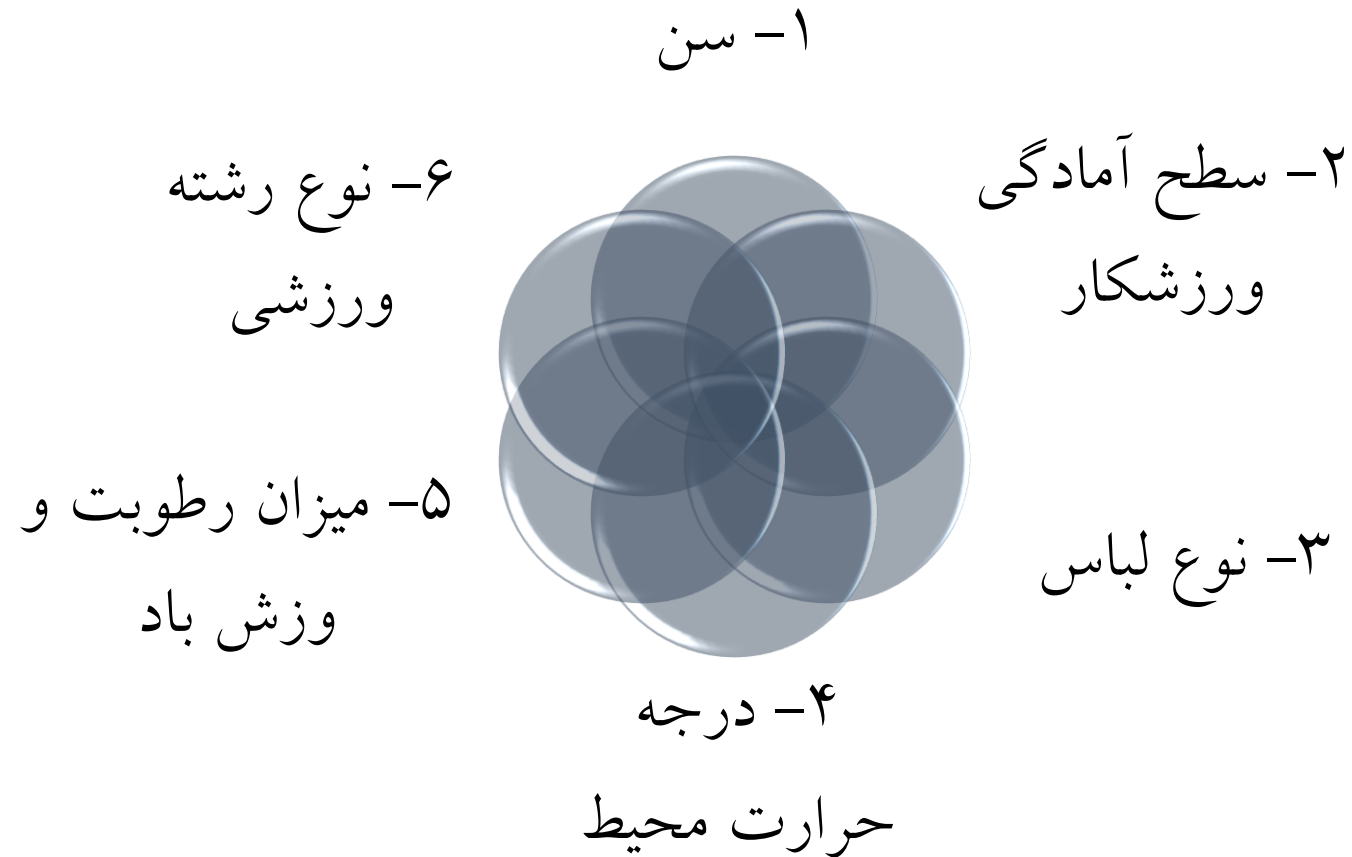 ۱- سن
۲- سطح آمادگی
ورزشکار
۳- نوع لباس
۴- درجه
حرارت محیط
۵- میزان رطوبت و
وزش باد
۶- نوع رشته
ورزشی